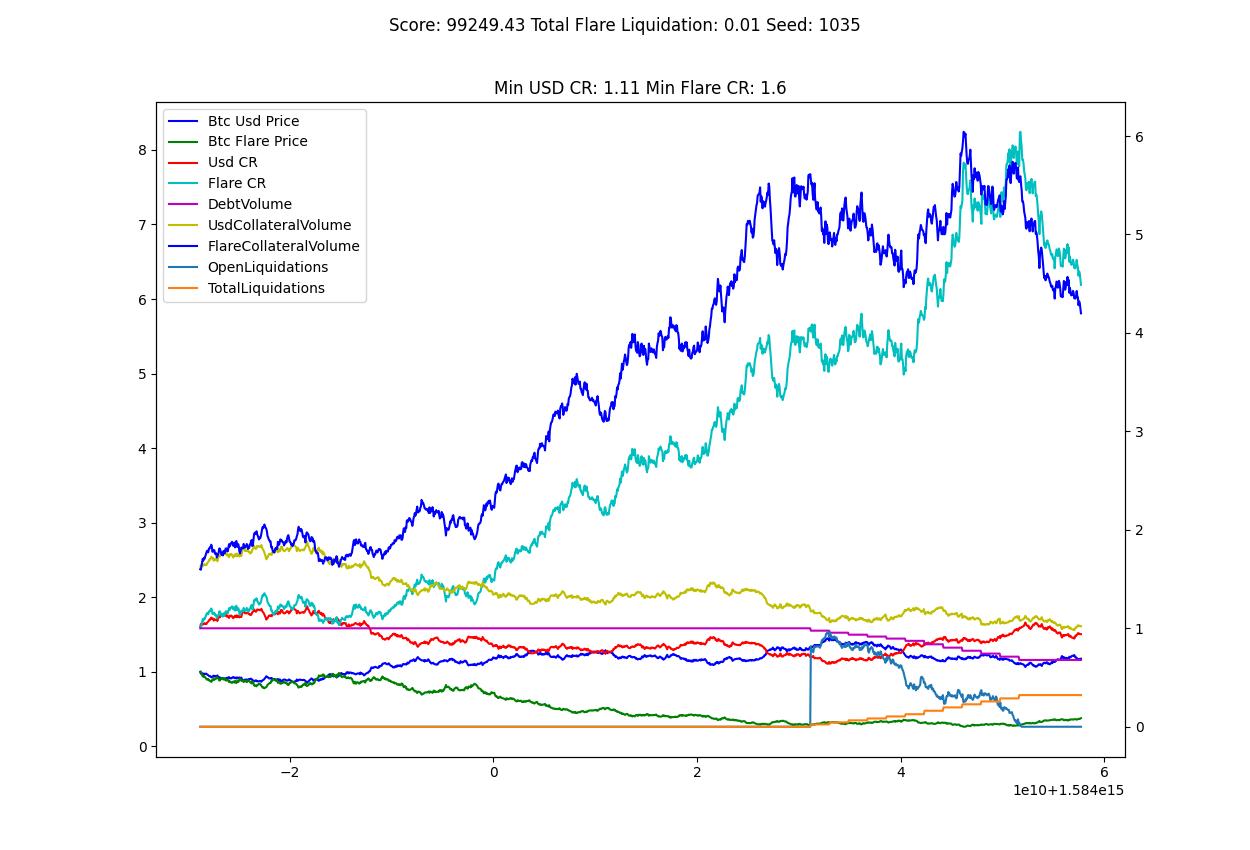 Score: 99249.43 Total Flare Liquidation: 0.01 Seed: 1035
Min USD CR: 1.11 Min Flare CR: 1.6
Btc Usd Price
Btc Flare Price
Usd CR
Flare CR
DebtVolume
UsdCollateralVolume
FlareCollateralVolume
OpenLiquidations
TotalLiquidations
8
7
6
5
4
3
2
1
0
6
5
4
3
2
1
0
−2
0
2
4
6
1e10+1.584e15